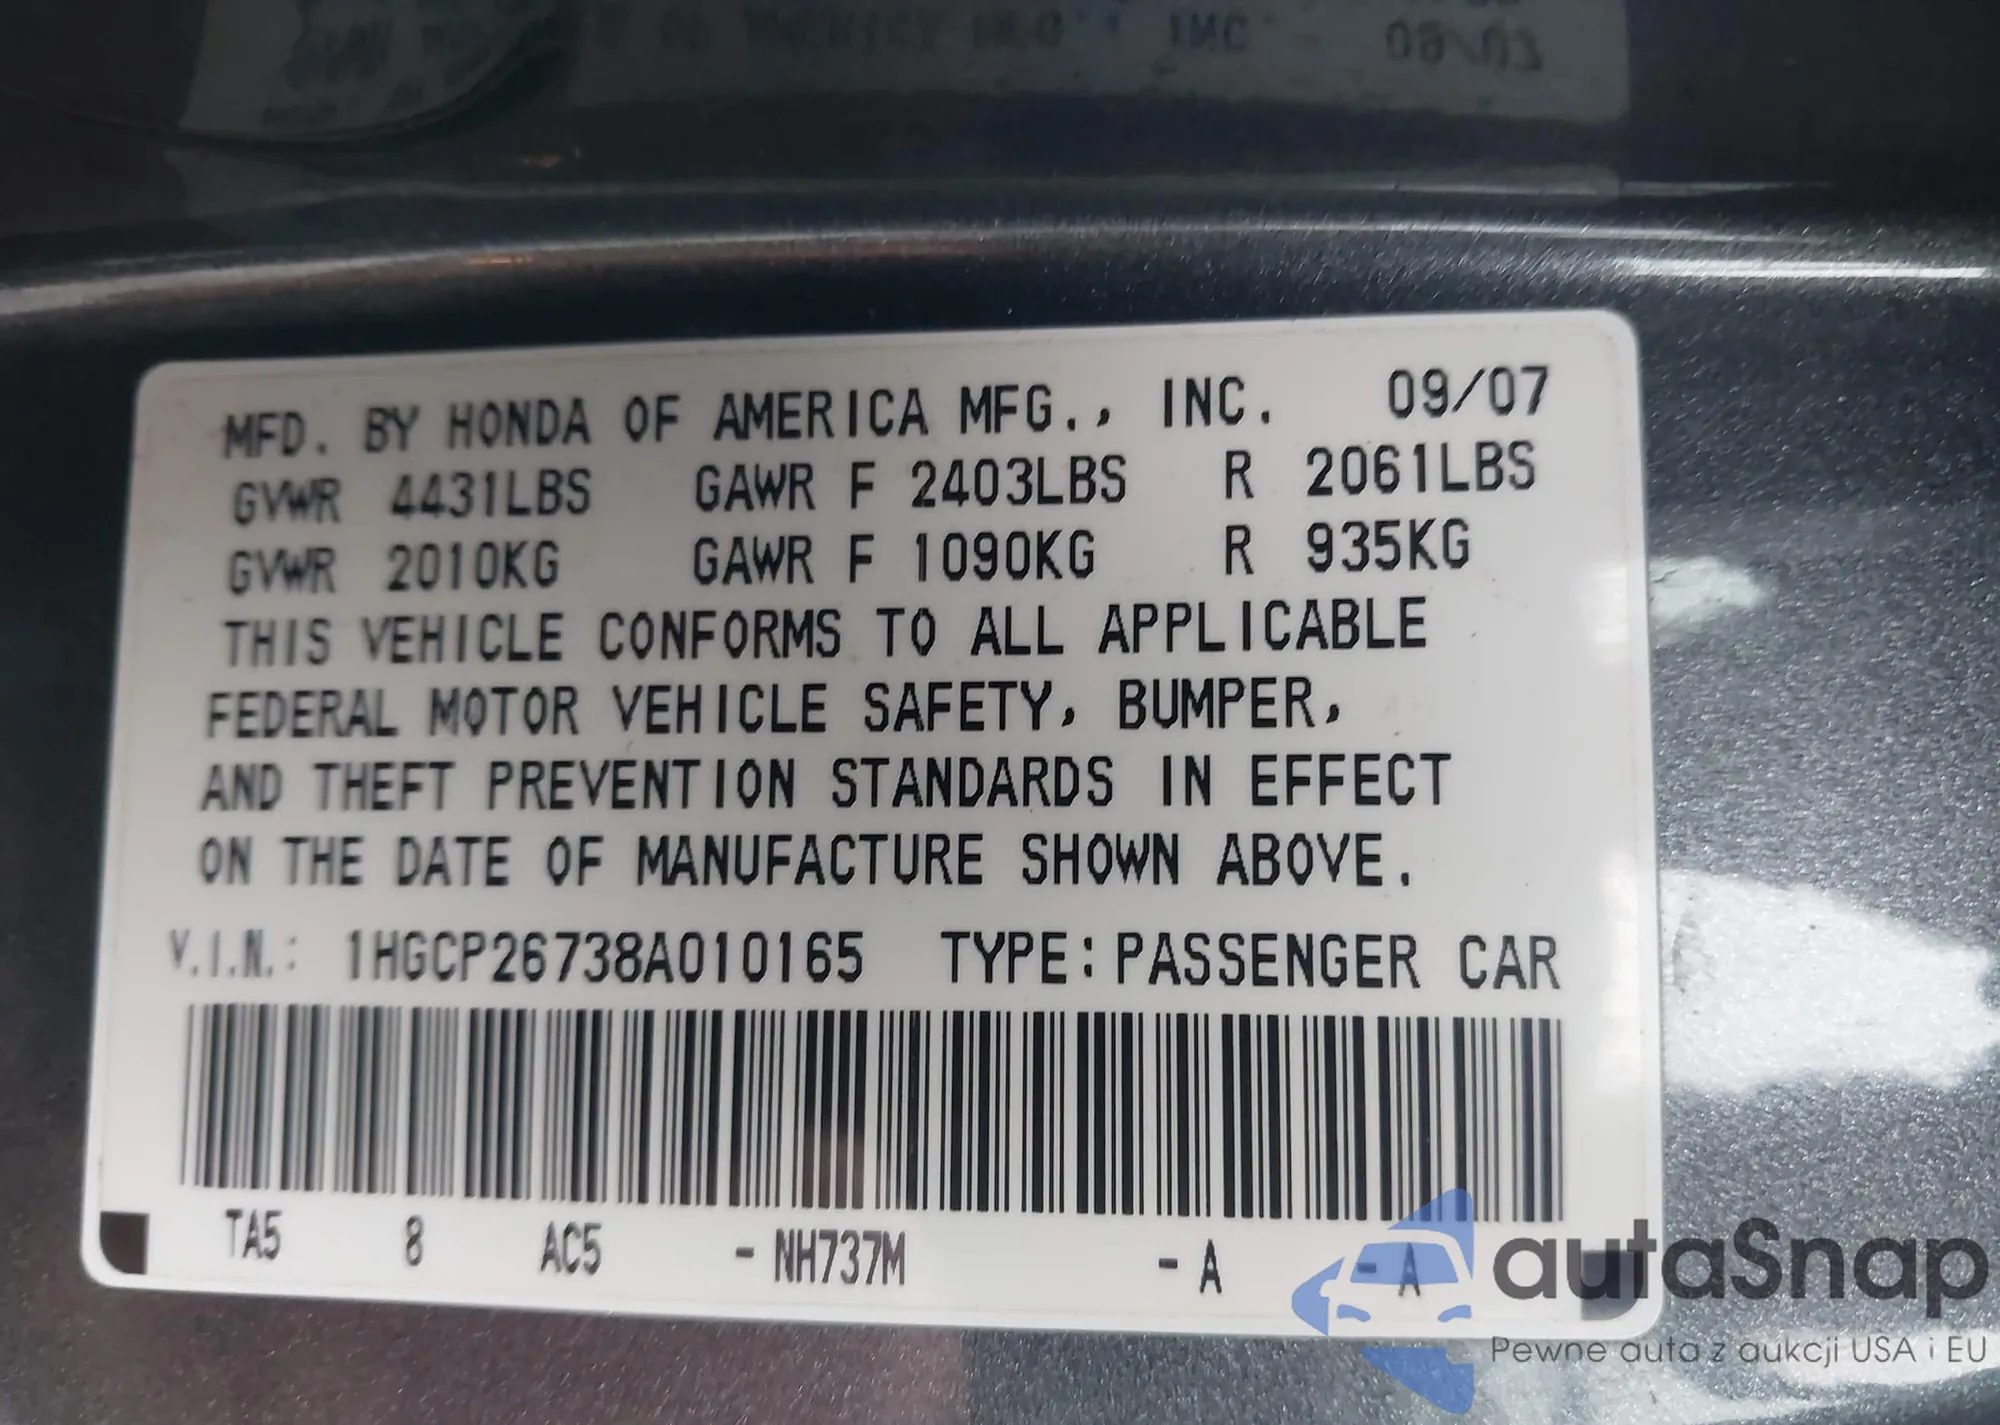 MFD. BY HONDA OF AMERICA MFG., INC. 09/07
GVWR 4431LBS GAWR F 2403LBS R 2061LBS
GVWR 2010KG GAWR F 1090KG R 935KG
THIS VEHICLE CONFORMS TO ALL APPLICABLE
FEDERAL MOTOR VEHICLE SAFETY, BUMPER,
AND THEFT PREVENTION STANDARDS IN EFFECT
ON THE DATE OF MANUFACTURE SHOWN ABOVE.
V.I.N.: 1HGCP26738A010165 TYPE: PASSENGER CAR
TA5 8 AC5 - NH737M - A - A
autaSnap
Pewne auta z aukcji USA i EU